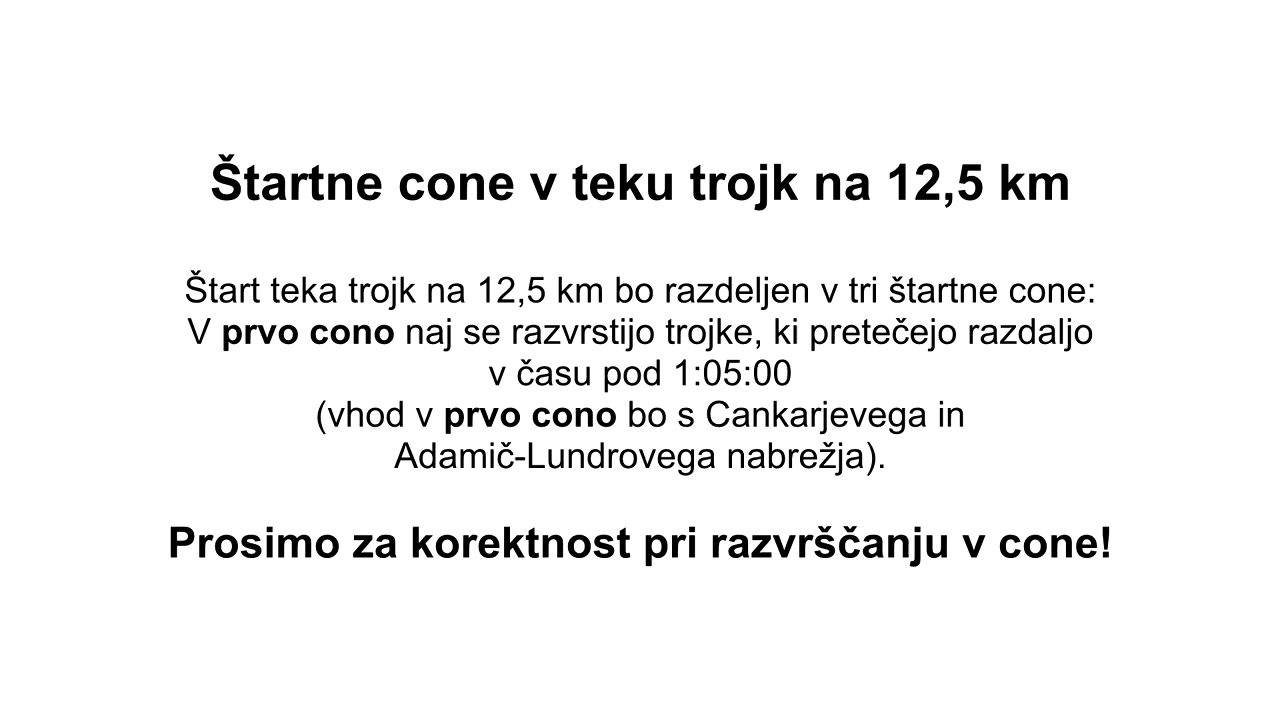 Štartne cone v teku trojk na 12,5 km
Štart teka trojk na 12,5 km bo razdeljen v tri štartne cone:
V prvo cono naj se razvrstijo trojke, ki pretečejo razdaljo
v času pod 1:05:00
(vhod v prvo cono bo s Cankarjevega in
Adamič-Lundrovega nabrežja).
Prosimo za korektnost pri razvrščanju v cone!